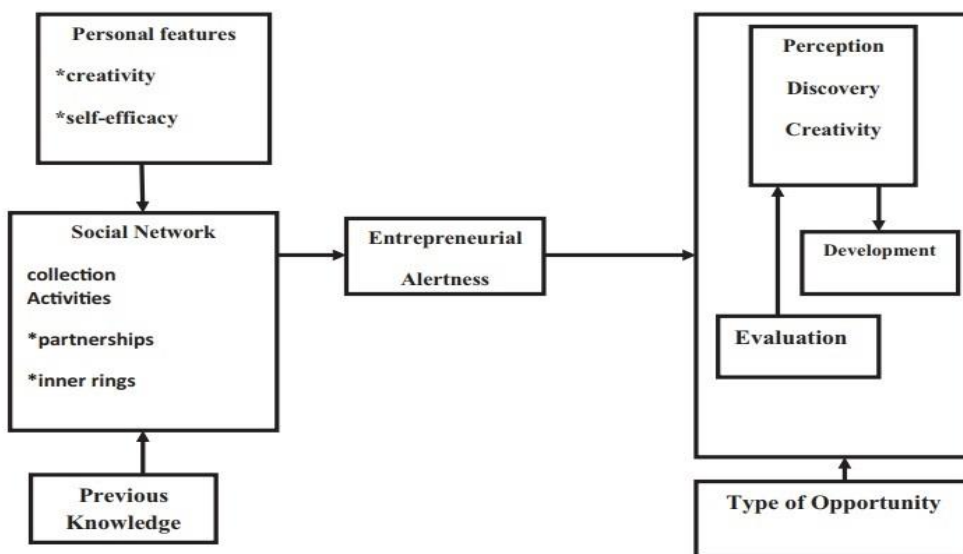 Personal features
*creativity
*self-efficacy
Social Network
collection
Activities
*partnerships
*inner rings
Previous
Knowledge
Entrepreneurial
Alertness
Perception
Discovery
Creativity
Development
Evaluation
Type of Opportunity